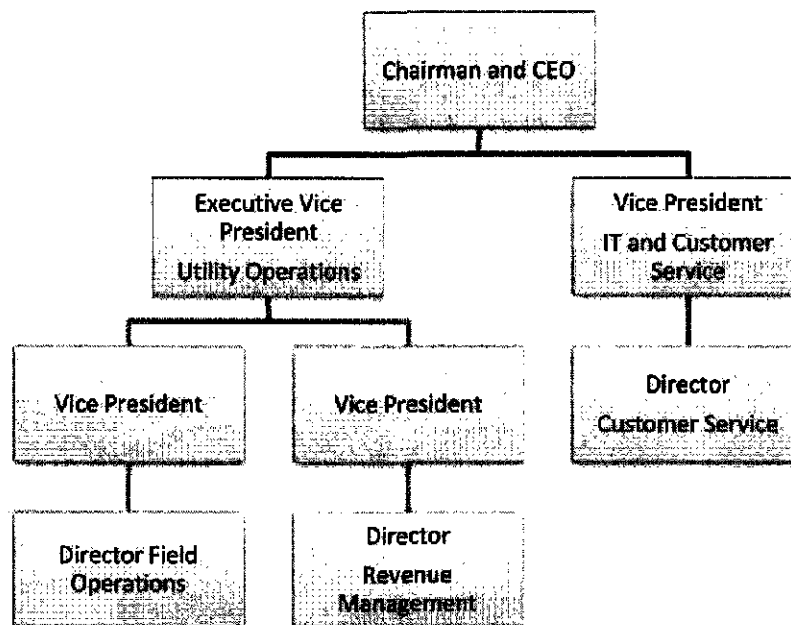 Chairman and CEO
Executive Vice
President
Utility Operations
Vice President
IT and Customer
Service
Vice President
Vice President
Director
Customer Service
Director Field
Operations
Director
Revenue
Management